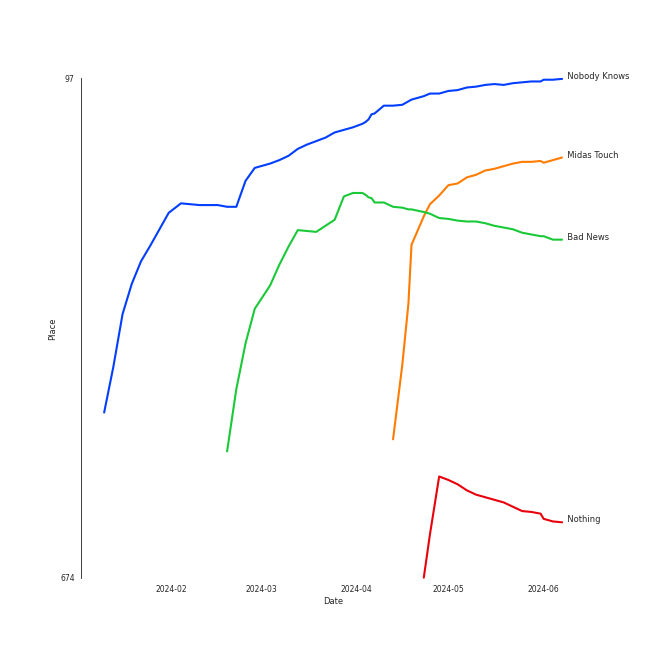 97
Nobody Knows
Midas Touch
Bad News
Place
Nothing
674
2024-02
2024-03
2024-04
2024-05
2024-06
Date